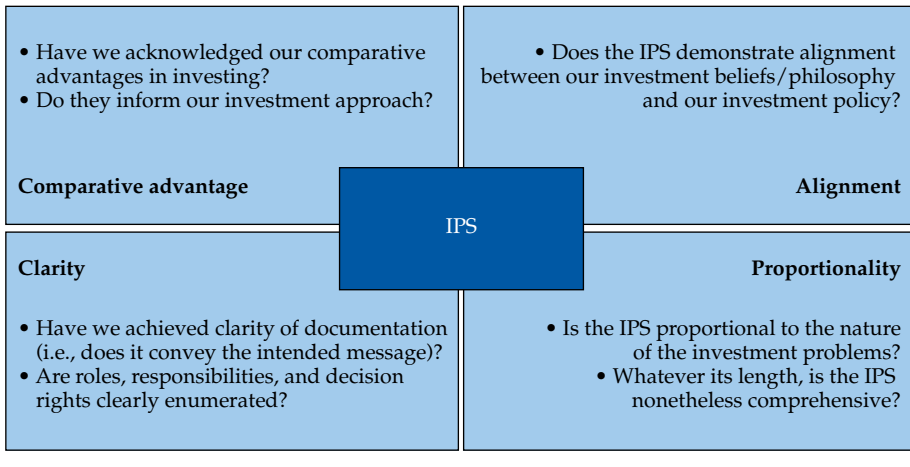 • Have we acknowledged our comparative
advantages in investing?
• Do they inform our investment approach?
Comparative advantage
• Does the IPS demonstrate alignment
between our investment beliefs/philosophy
and our investment policy?
Alignment
IPS
Clarity
• Have we achieved clarity of documentation
(i.e., does it convey the intended message)?
• Are roles, responsibilities, and decision
rights clearly enumerated?
Proportionality
• Is the IPS proportional to the nature
of the investment problems?
• Whatever its length, is the IPS
nonetheless comprehensive?